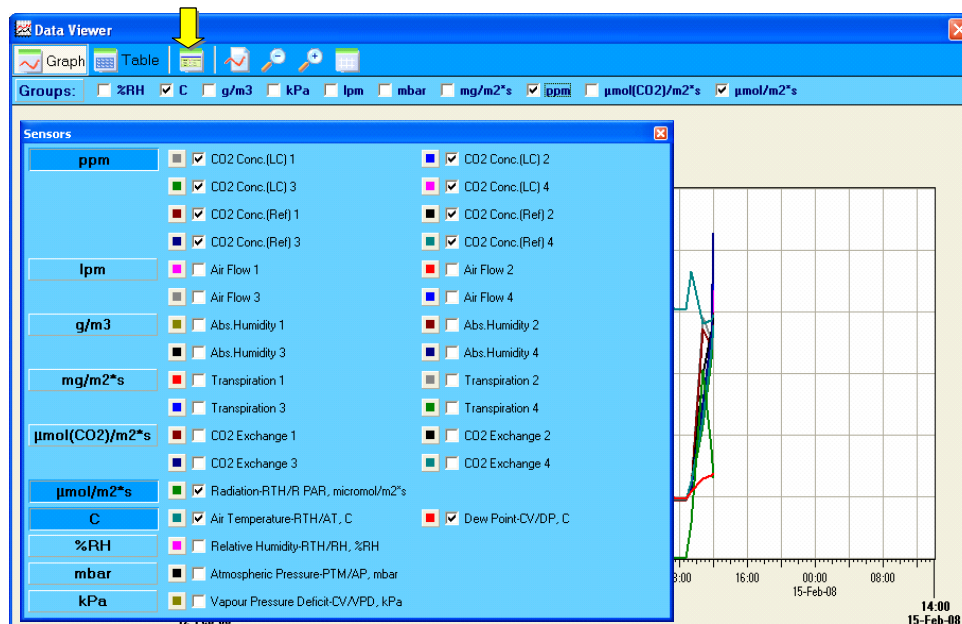 Data Viewer
Graph Table
Groups: %RH C g/m3 kPa lpm mbar mg/m2*s ppm µmol(CO2)/m2*s µmol/m2*s
Sensors
ppm CO2 Conc.(LC) 1 CO2 Conc.(LC) 2
CO2 Conc.(LC) 3 CO2 Conc.(LC) 4
CO2 Conc.(Ref) 1 CO2 Conc.(Ref) 2
CO2 Conc.(Ref) 3 CO2 Conc.(Ref) 4
lpm Air Flow 1 Air Flow 2
Air Flow 3 Air Flow 4
g/m3 Abs.Humidity 1 Abs.Humidity 2
Abs.Humidity 3 Abs.Humidity 4
mg/m2*s Transpiration 1 Transpiration 2
Transpiration 3 Transpiration 4
µmol(CO2)/m2*s CO2 Exchange 1 CO2 Exchange 2
CO2 Exchange 3 CO2 Exchange 4
µmol/m2*s Radiation-RTH/R PAR, micromol/m2*s
C Air Temperature-RTH/AT, C Dew Point-CV/DP, C
%RH Relative Humidity-RTH/RH, %RH
mbar Atmospheric Pressure-PTM/AP, mbar
kPa Vapour Pressure Deficit-CV/VPD, kPa
:00 16:00 00:00 08:00
15-Feb-08
14:00
15-Feb-08